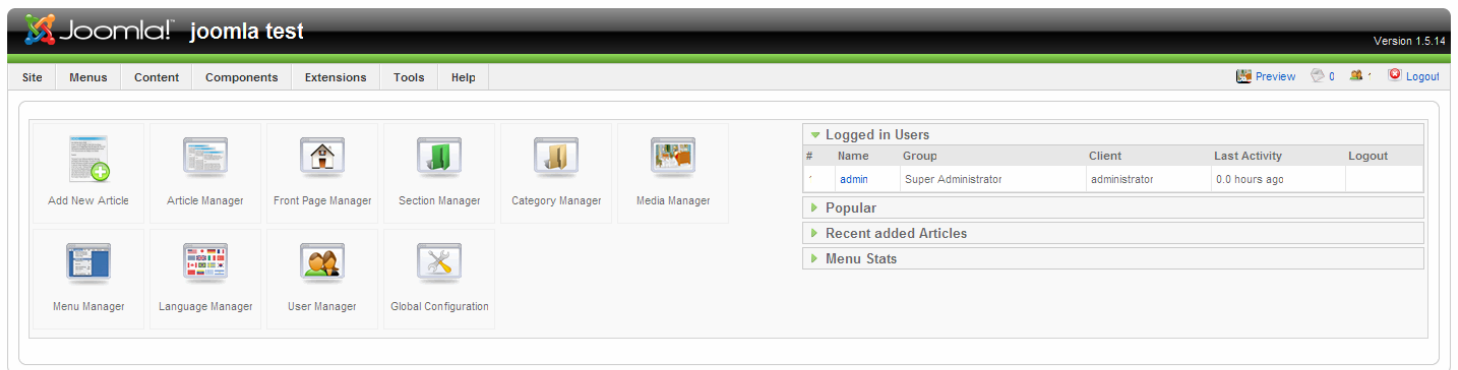 Joomla! joomla test
Version 1.5.14
Site Menus Content Components Extensions Tools Help Preview 0 Logout
Logged in Users
# Name Group Client Last Activity Logout
admin Super Administrator administrator 0.0 hours ago
Add New Article Article Manager Front Page Manager Section Manager Category Manager Media Manager
Popular
Recent added Articles
Menu Stats
Menu Manager Language Manager User Manager Global Configuration